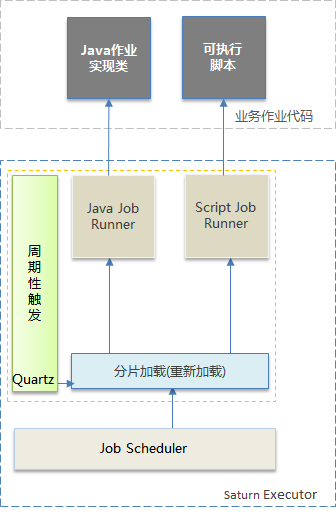 Java作业
实现类
可执行
脚本
业务作业代码
周
期
性
触
发
Quartz
Java Job
Runner
Script Job
Runner
分片加载(重新加载)
Job Scheduler
Saturn Executor